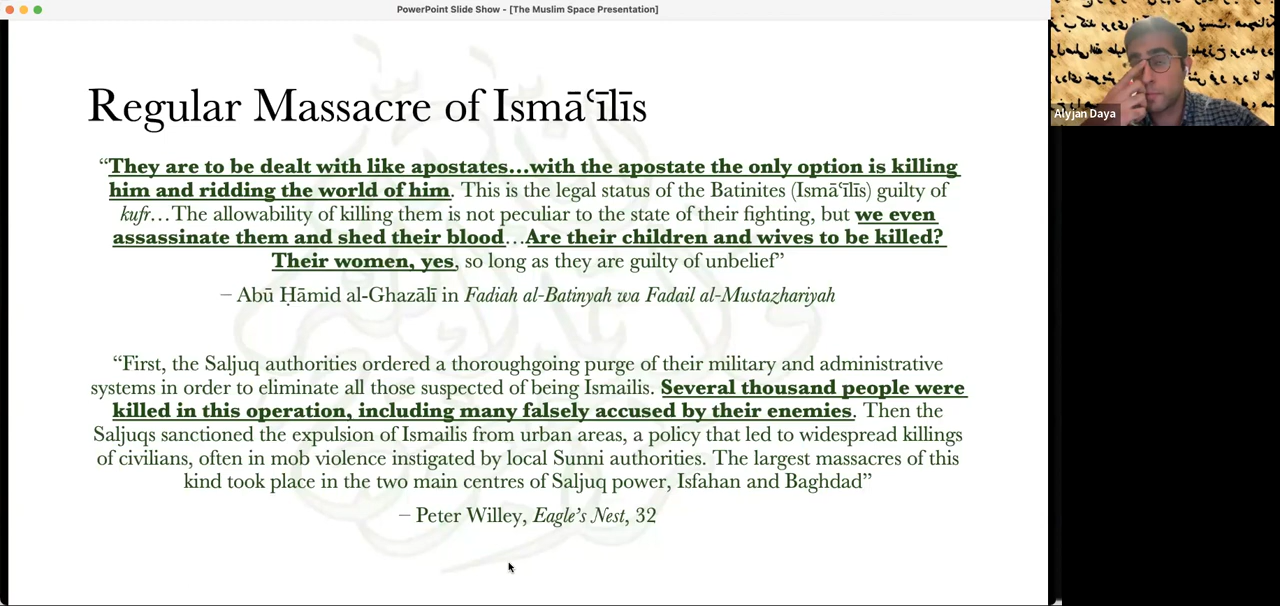 PowerPoint Slide Show - [The Muslim Space Presentation]
Regular Massacre of Ismāʿīlīs
“They are to be dealt with like apostates…with the apostate the only option is killing
him and ridding the world of him. This is the legal status of the Batinites (Ismāʿīlīs) guilty of
kufr…The allowability of killing them is not peculiar to the state of their fighting, but we even
assassinate them and shed their blood…Are their children and wives to be killed?
Their women, yes, so long as they are guilty of unbelief”
– Abū Ḥāmid al-Ghazālī in Fadiah al-Batinyah wa Fadail al-Mustazhariyah
“First, the Saljuq authorities ordered a thoroughgoing purge of their military and administrative
systems in order to eliminate all those suspected of being Ismailis. Several thousand people were
killed in this operation, including many falsely accused by their enemies. Then the
Saljuqs sanctioned the expulsion of Ismailis from urban areas, a policy that led to widespread killings
of civilians, often in mob violence instigated by local Sunni authorities. The largest massacres of this
kind took place in the two main centres of Saljuq power, Isfahan and Baghdad”
– Peter Willey, Eagle’s Nest, 32
Alyjan Daya